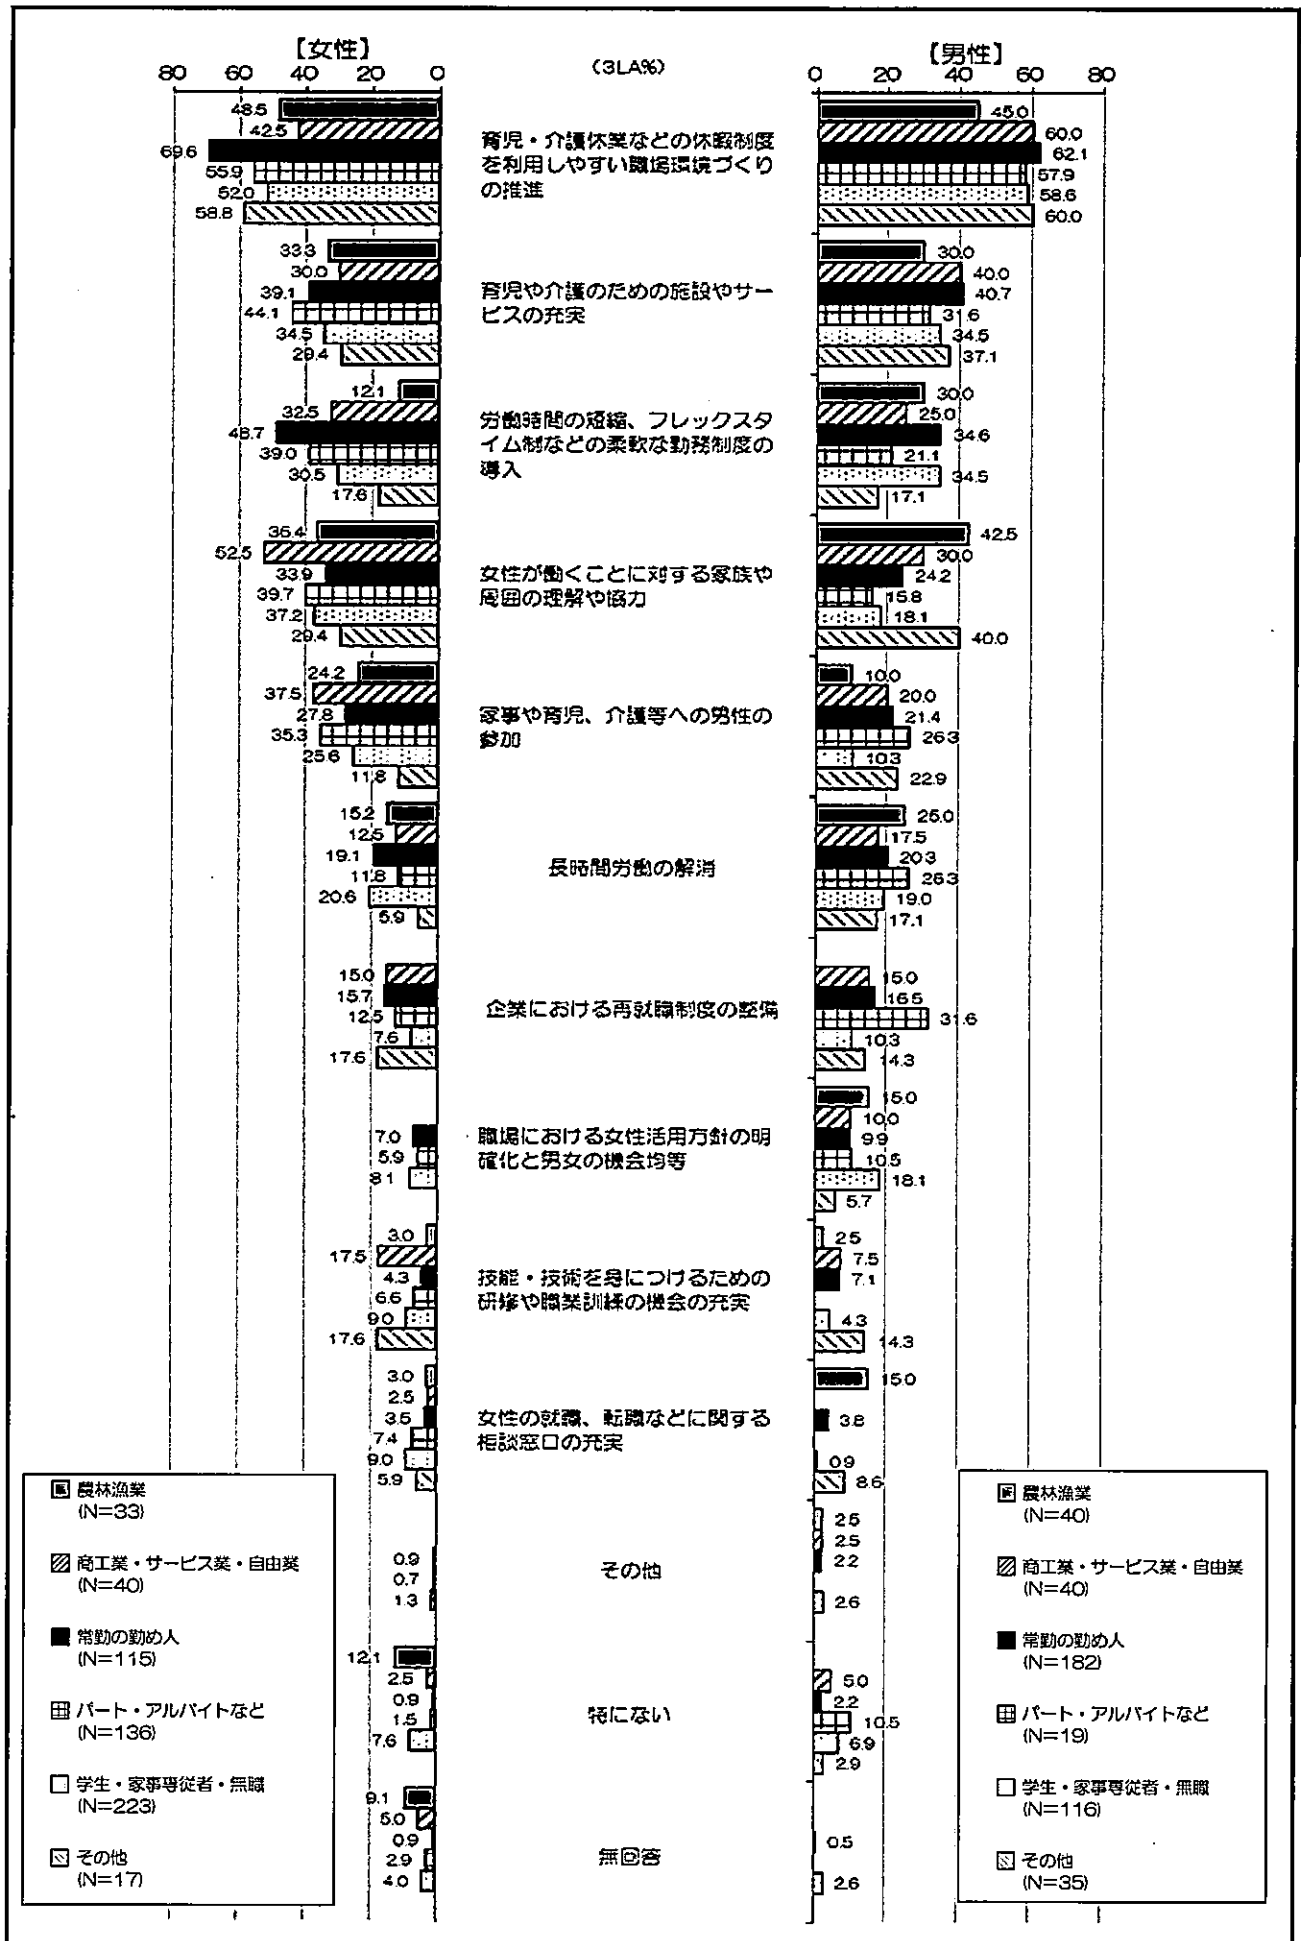 【女性】
(3LA%)
【男性】
80 60 40 20 0
0 20 40 60 80
48.5
42.5
69.6
55.9
52.0
58.8
育児・介護休業などの休暇制度
を利用しやすい職場環境づくり
の推進
45.0
60.0
62.1
57.9
58.6
60.0
33.3
30.0
39.1
44.1
34.5
29.4
育児や介護のための施設やサー
ビスの充実
30.0
40.0
40.7
31.6
34.5
37.1
12.1
32.5
48.7
39.0
30.5
17.6
労働時間の短縮、フレックスタ
イム制などの柔軟な勤務制度の
導入
30.0
25.0
34.6
21.1
34.5
17.1
36.4
52.5
33.9
39.7
37.2
29.4
女性が働くことに対する家族や
周囲の理解や協力
42.5
30.0
24.2
15.8
18.1
40.0
24.2
37.5
27.8
35.3
25.6
11.8
家事や育児、介護等への男性の
参加
10.0
20.0
21.4
26.3
10.3
22.9
15.2
12.5
19.1
11.8
20.6
5.9
長時間労働の解消
25.0
17.5
20.3
26.3
19.0
17.1
15.0
15.7
12.5
7.6
17.6
企業における再就職制度の整備
15.0
16.5
31.6
10.3
14.3
7.0
5.9
8.1
職場における女性活用方針の明
確化と男女の機会均等
15.0
10.0
9.9
10.5
18.1
5.7
3.0
17.5
4.3
6.6
9.0
17.6
技能・技術を身につけるための
研修や職業訓練の機会の充実
2.5
7.5
7.1
4.3
14.3
3.0
2.5
3.5
7.4
9.0
5.9
女性の就職、転職などに関する
相談窓口の充実
15.0
3.8
0.9
8.6
0.9
0.7
1.3
その他
2.5
2.5
2.2
2.6
12.1
2.5
0.9
1.5
7.6
特にない
5.0
2.2
10.5
6.9
2.9
9.1
5.0
0.9
2.9
4.0
無回答
0.5
2.6
農林漁業
(N=33)
商工業・サービス業・自由業
(N=40)
常勤の勤め人
(N=115)
パート・アルバイトなど
(N=136)
学生・家事専従者・無職
(N=223)
その他
(N=17)
農林漁業
(N=40)
商工業・サービス業・自由業
(N=40)
常勤の勤め人
(N=182)
パート・アルバイトなど
(N=19)
学生・家事専従者・無職
(N=116)
その他
(N=35)
80 60 40 20 0
0 20 40 60 80